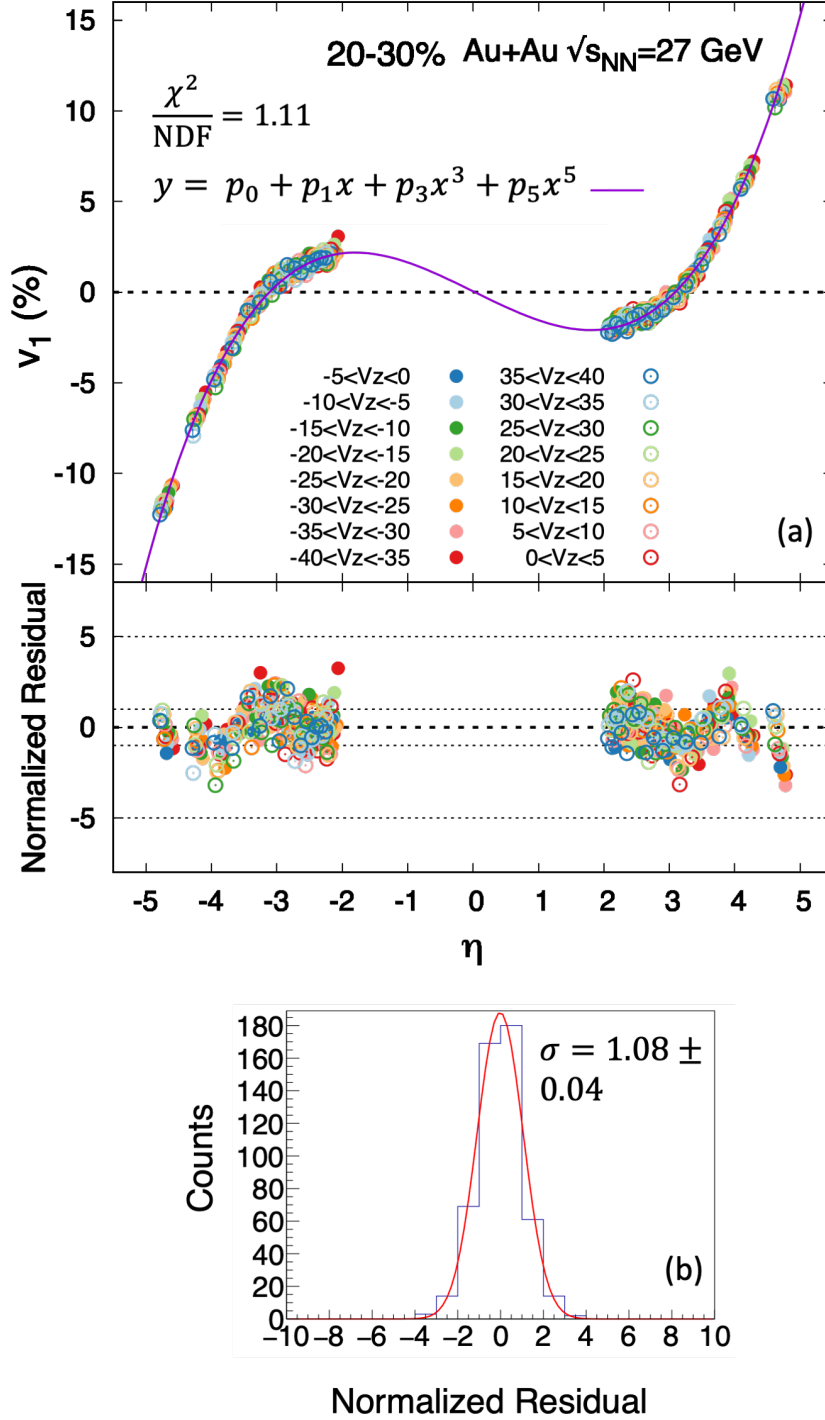 15
10
5
0
-5
-10
-15
v₁ (%)
20-30% Au+Au √sNN=27 GeV
χ²
NDF
= 1.11
y = p₀ + p₁x + p₃x³ + p₅x⁵
-5<Vz<0 35<Vz<40
-10<Vz<-5 30<Vz<35
-15<Vz<-10 25<Vz<30
-20<Vz<-15 20<Vz<25
-25<Vz<-20 15<Vz<20
-30<Vz<-25 10<Vz<15
-35<Vz<-30 5<Vz<10
-40<Vz<-35 0<Vz<5
(a)
Normalized Residual
5
1
0
-1
-5
-5 -4 -3 -2 -1 0 1 2 3 4 5
η
Counts
180
160
140
120
100
80
60
40
20
0
σ = 1.08 ±
0.04
(b)
−10 −8 −6 −4 −2 0 2 4 6 8 10
Normalized Residual